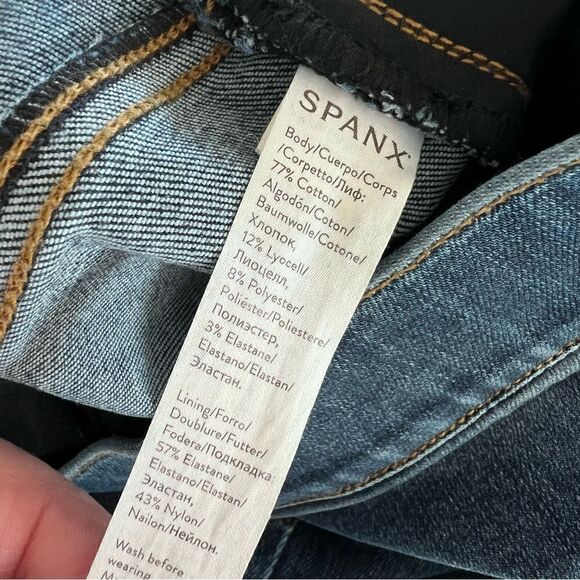 SPANX
Body/Cuerpo/Corps
/Corpetto/Лиф:
77% Cotton/
Algodón/Coton/
Baumwolle/Cotone/
Хлопок,
12% Lyocell/
Лиоцелл,
8% Polyester/
Poliéster/Poliestere/
Полиэстер,
3% Elastane/
Elastano/Elastan/
Эластан.
Lining/Forro/
Doublure/Futter/
Fodera/Подкладка:
57% Elastane/
Elastano/Elastan/
Эластан,
43% Nylon/
Nailon/Нейлон.
Wash before
wearing